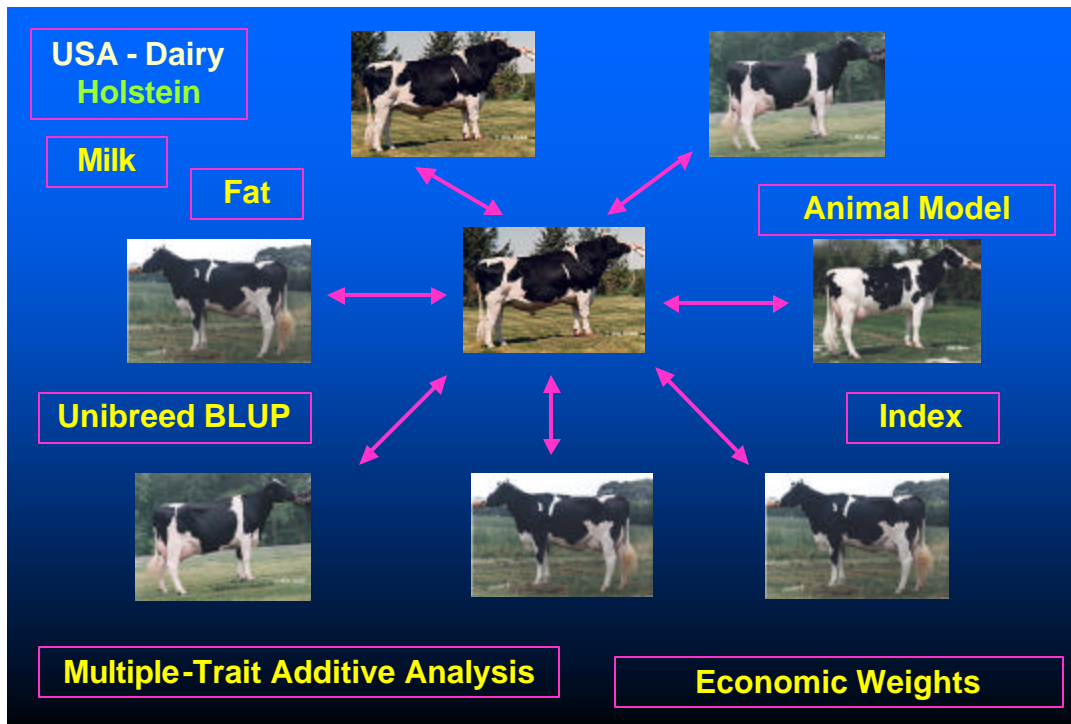 USA - Dairy
Holstein
Milk
Fat
Animal Model
Unibreed BLUP
Index
Multiple-Trait Additive Analysis
Economic Weights